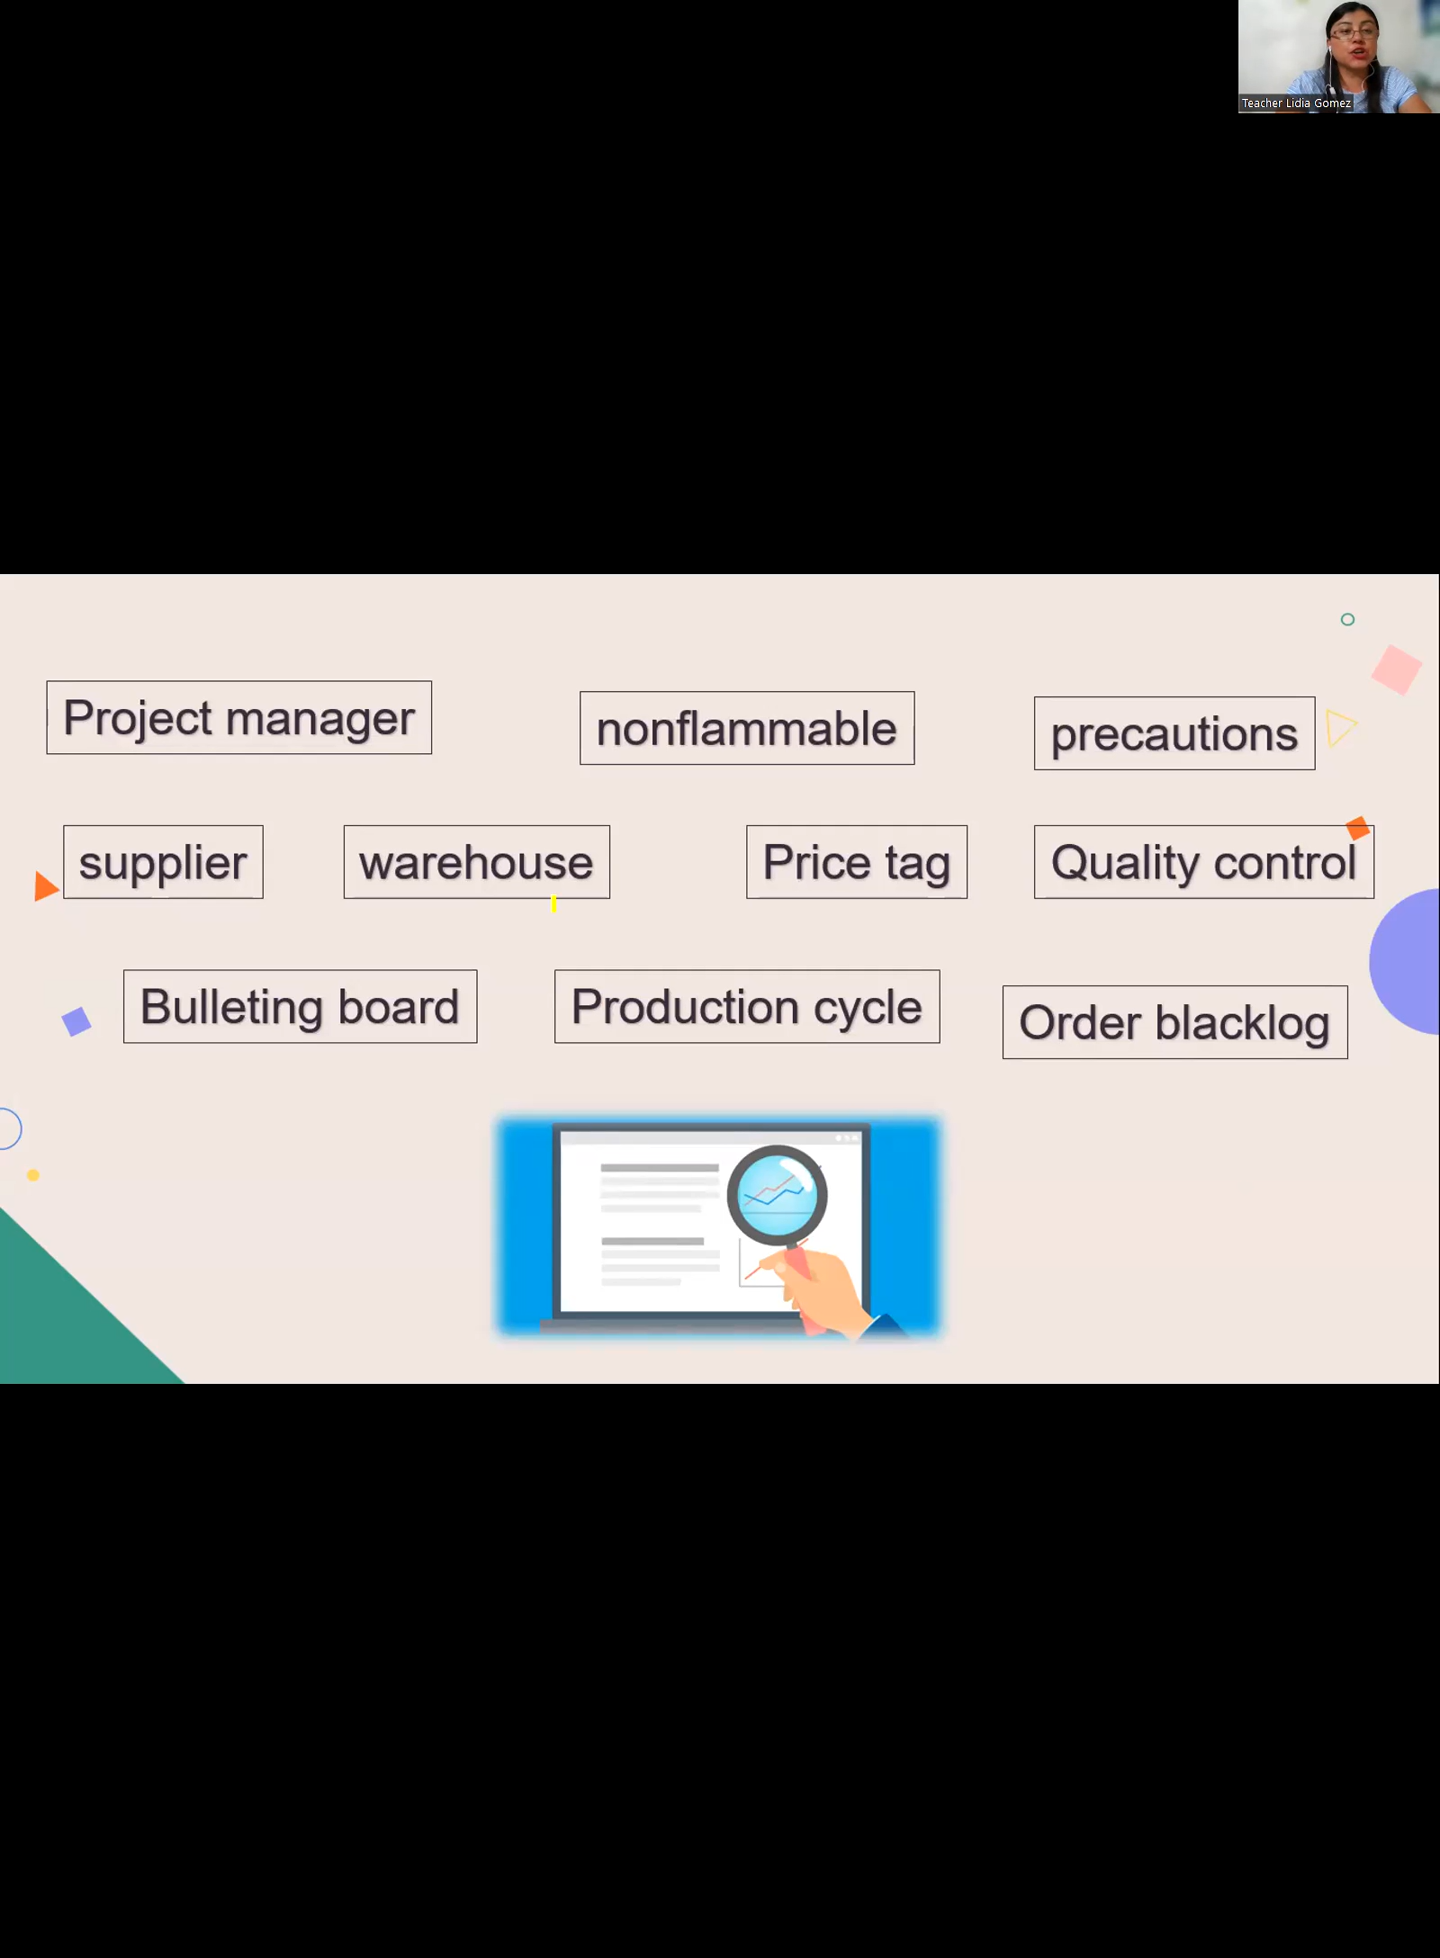 Teacher Lidia Gomez
Project manager
nonflammable
precautions
supplier
warehouse
Price tag
Quality control
Bulleting board
Production cycle
Order blacklog